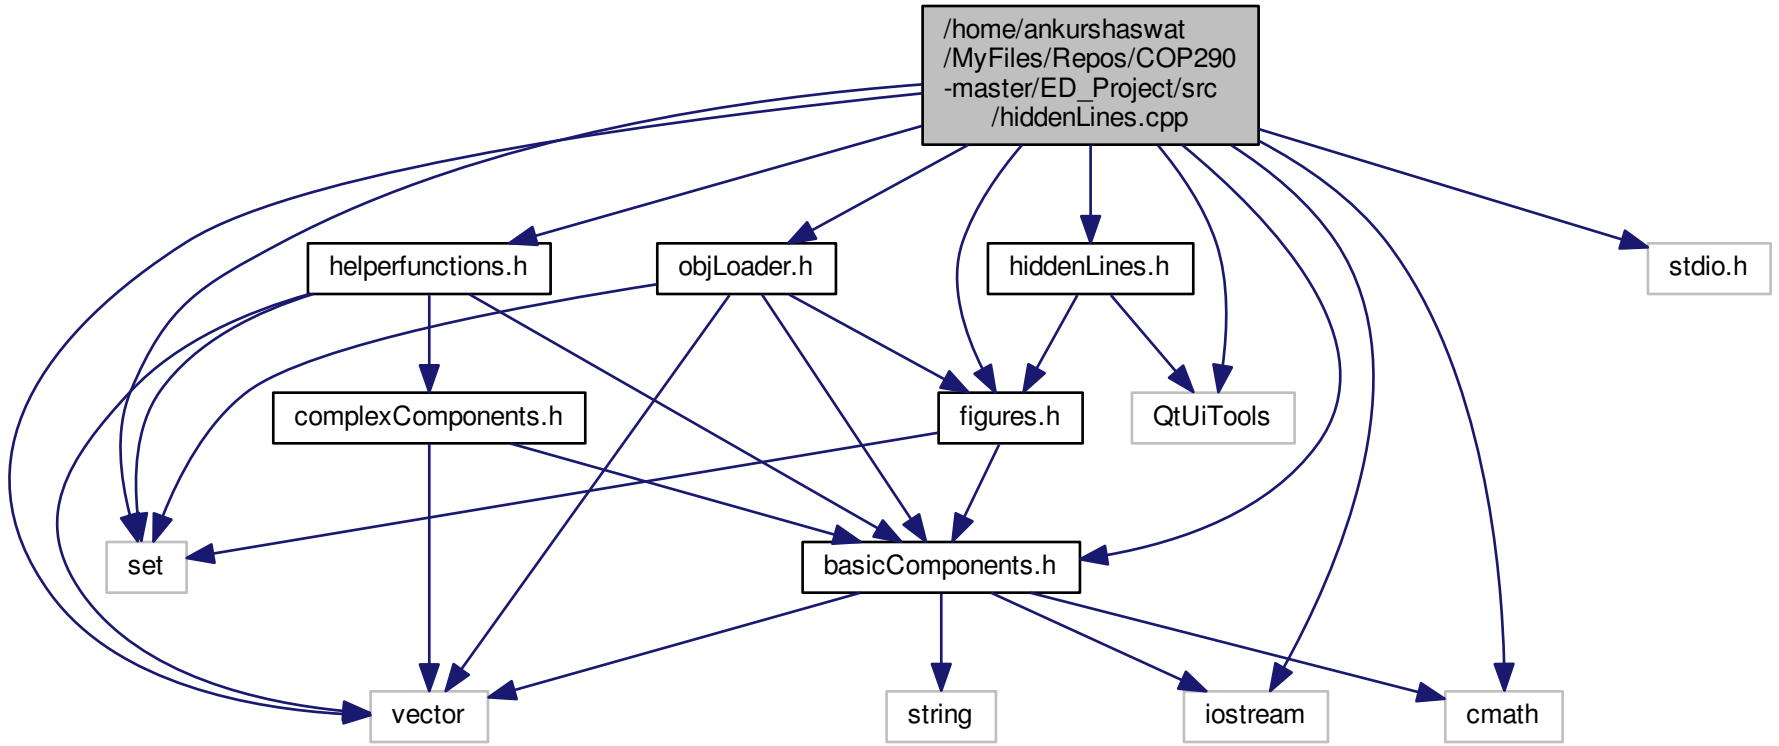 /home/ankurshaswat
/MyFiles/Repos/COP290
-master/ED_Project/src
/hiddenLines.cpp
helperfunctions.h
objLoader.h
hiddenLines.h
stdio.h
complexComponents.h
figures.h
QtUiTools
set
basicComponents.h
vector
string
iostream
cmath